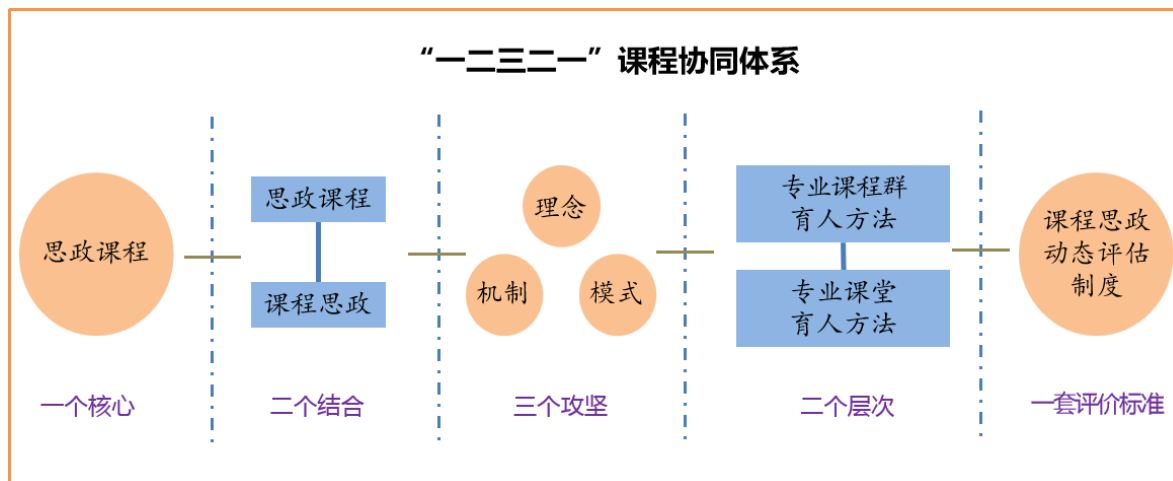 “一二三二一”课程协同体系
思政课程
一个核心
思政课程
课程思政
二个结合
理念
机制
模式
三个攻坚
专业课程群
育人方法
专业课堂
育人方法
二个层次
课程思政
动态评估
制度
一套评价标准